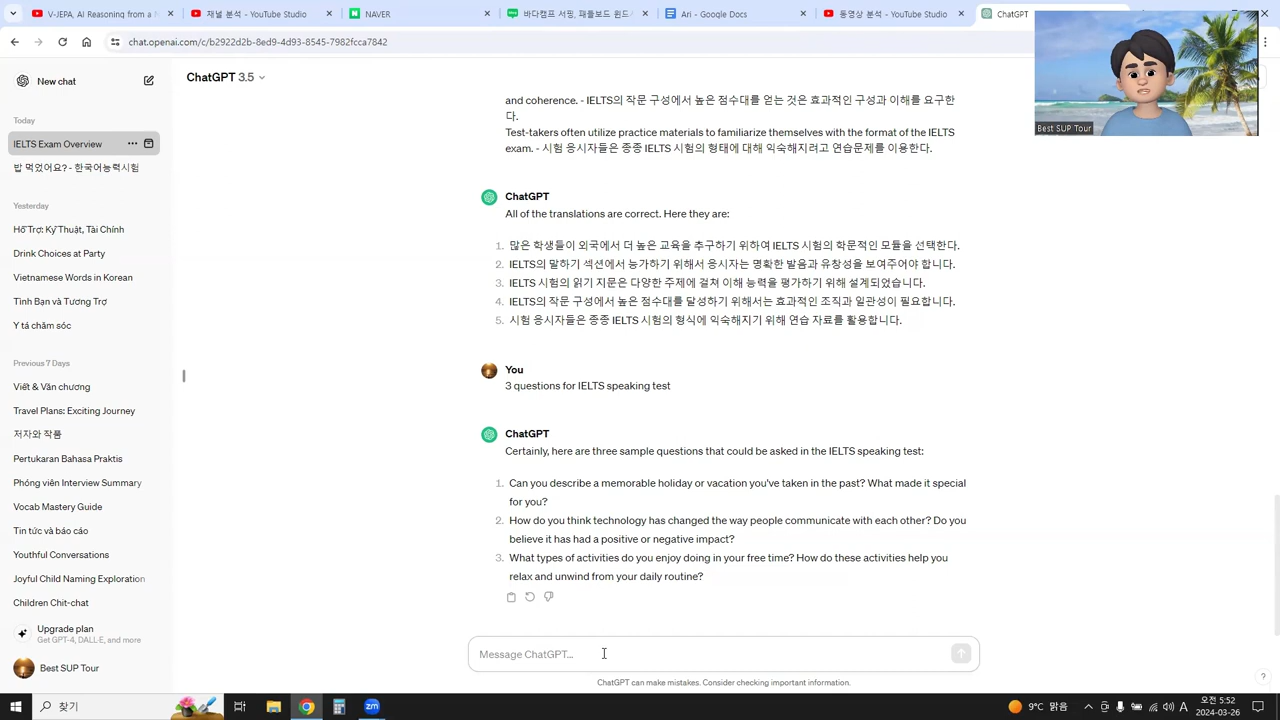 V-JEPA, AI Reasoning from a N
재널 분석 - YouTube Studio
NAVER
바다캠프 서핑, 패들보드 윈드서
Ari - Google Docs
동영상 분석 - YouTube Studio
ChatGPT
chat.openai.com/c/b2922d2b-8ed9-4d93-8545-7982fcca7842
New chat
ChatGPT 3.5
Best SUP Tour
Today
IELTS Exam Overview
밥 먹었어요? - 한국어능력시험
Yesterday
Hỗ Trợ: Kỹ Thuật, Tài Chính
Drink Choices at Party
Vietnamese Words in Korean
Tình Bạn và Tương Trợ
Y tá chăm sóc
Previous 7 Days
Viết & Văn chương
Travel Plans: Exciting Journey
저자와 작품
Pertukaran Bahasa Praktis
Phóng viên Interview Summary
Vocab Mastery Guide
Tin tức và báo cáo
Youthful Conversations
Joyful Child Naming Exploration
Children Chit-chat
Upgrade plan
Get GPT-4, DALL·E, and more
Best SUP Tour
and coherence. - IELTS의 작문 구성에서 높은 점수대를 얻는 것은 효과적인 구성과 이해를 요구한
다.
Test-takers often utilize practice materials to familiarize themselves with the format of the IELTS
exam. - 시험 응시자들은 종종 IELTS 시험의 형태에 대해 익숙해지려고 연습문제를 이용한다.
ChatGPT
All of the translations are correct. Here they are:
1. 많은 학생들이 외국에서 더 높은 교육을 추구하기 위하여 IELTS 시험의 학문적인 모듈을 선택한다.
2. IELTS의 말하기 섹션에서 능가하기 위해서 응시자는 명확한 발음과 유창성을 보여주어야 합니다.
3. IELTS 시험의 읽기 지문은 다양한 주제에 걸쳐 이해 능력을 평가하기 위해 설계되었습니다.
4. IELTS의 작문 구성에서 높은 점수대를 달성하기 위해서는 효과적인 조직과 일관성이 필요합니다.
5. 시험 응시자들은 종종 IELTS 시험의 형식에 익숙해지기 위해 연습 자료를 활용합니다.
You
3 questions for IELTS speaking test
ChatGPT
Certainly, here are three sample questions that could be asked in the IELTS speaking test:
1. Can you describe a memorable holiday or vacation you've taken in the past? What made it special
for you?
2. How do you think technology has changed the way people communicate with each other? Do you
believe it has had a positive or negative impact?
3. What types of activities do you enjoy doing in your free time? How do these activities help you
relax and unwind from your daily routine?
Message ChatGPT...
ChatGPT can make mistakes. Consider checking important information.
?
찾기
9°C 맑음
A
오전 5:52
2024-03-26